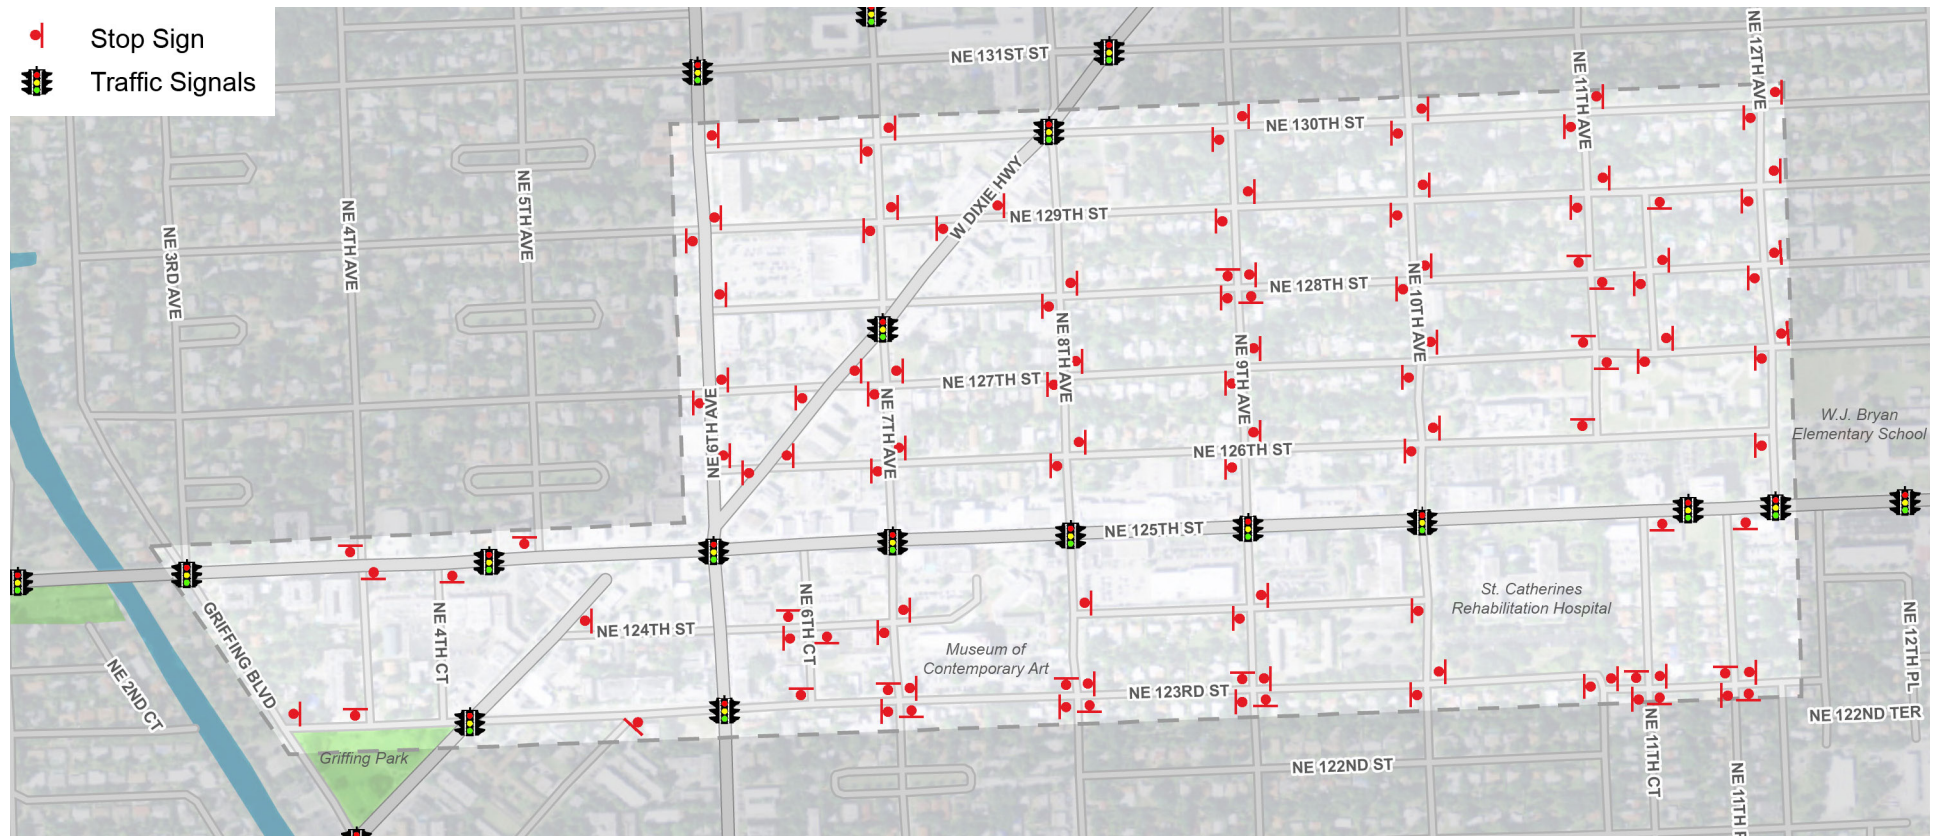 Stop Sign
Traffic Signals
NE 131ST ST
NE 12TH AVE
NE 11TH AVE
NE 130TH ST
NE 3RD AVE
NE 4TH AVE
NE 5TH AVE
W DIXIE HWY
NE 129TH ST
NE 128TH ST
NE 10TH AVE
NE 8TH AVE
NE 9TH AVE
NE 127TH ST
NE 6TH AVE
NE 7TH AVE
NE 126TH ST
W.J. Bryan
Elementary School
NE 125TH ST
GRIFFING BLVD
NE 4TH CT
NE 6TH CT
NE 124TH ST
St. Catherines
Rehabilitation Hospital
Museum of
Contemporary Art
NE 12TH PL
NE 2ND CT
NE 123RD ST
NE 11TH CT
NE 122ND TER
Griffing Park
NE 122ND ST
NE 11TH